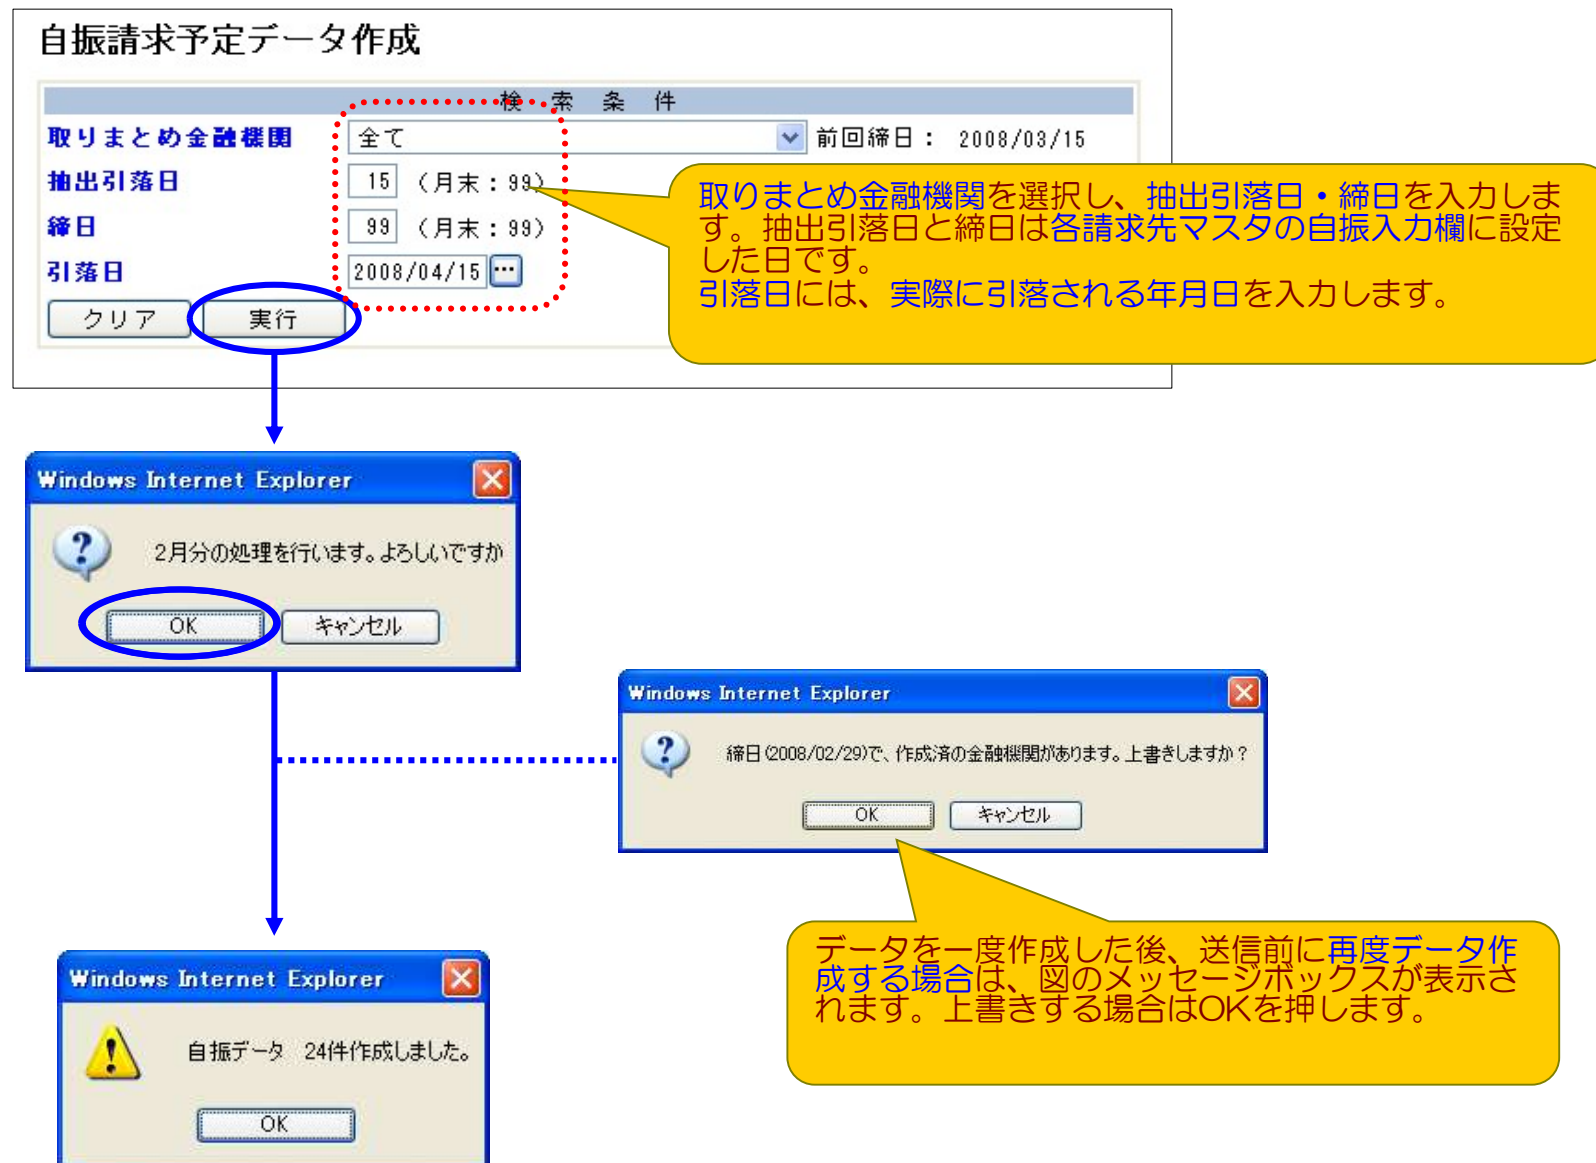 自振請求予定データ作成
検 索 条 件
取りまとめ金融機関 全て 前回締日： 2008/03/15
抽出引落日 15 （月末：99）
締日 99 （月末：99）
引落日 2008/04/15 ...
クリア 実行
取りまとめ金融機関を選択し、抽出引落日・締日を入力しま
す。抽出引落日と締日は各請求先マスタの自振入力欄に設定
した日です。
引落日には、実際に引落される年月日を入力します。
Windows Internet Explorer
2月分の処理を行います。よろしいですか
OK キャンセル
Windows Internet Explorer
締日(2008/02/29)で、作成済の金融機関があります。上書きしますか？
OK キャンセル
データを一度作成した後、送信前に再度データ作
成する場合は、図のメッセージボックスが表示さ
れます。上書きする場合はOKを押します。
Windows Internet Explorer
自振データ 24件作成しました。
OK